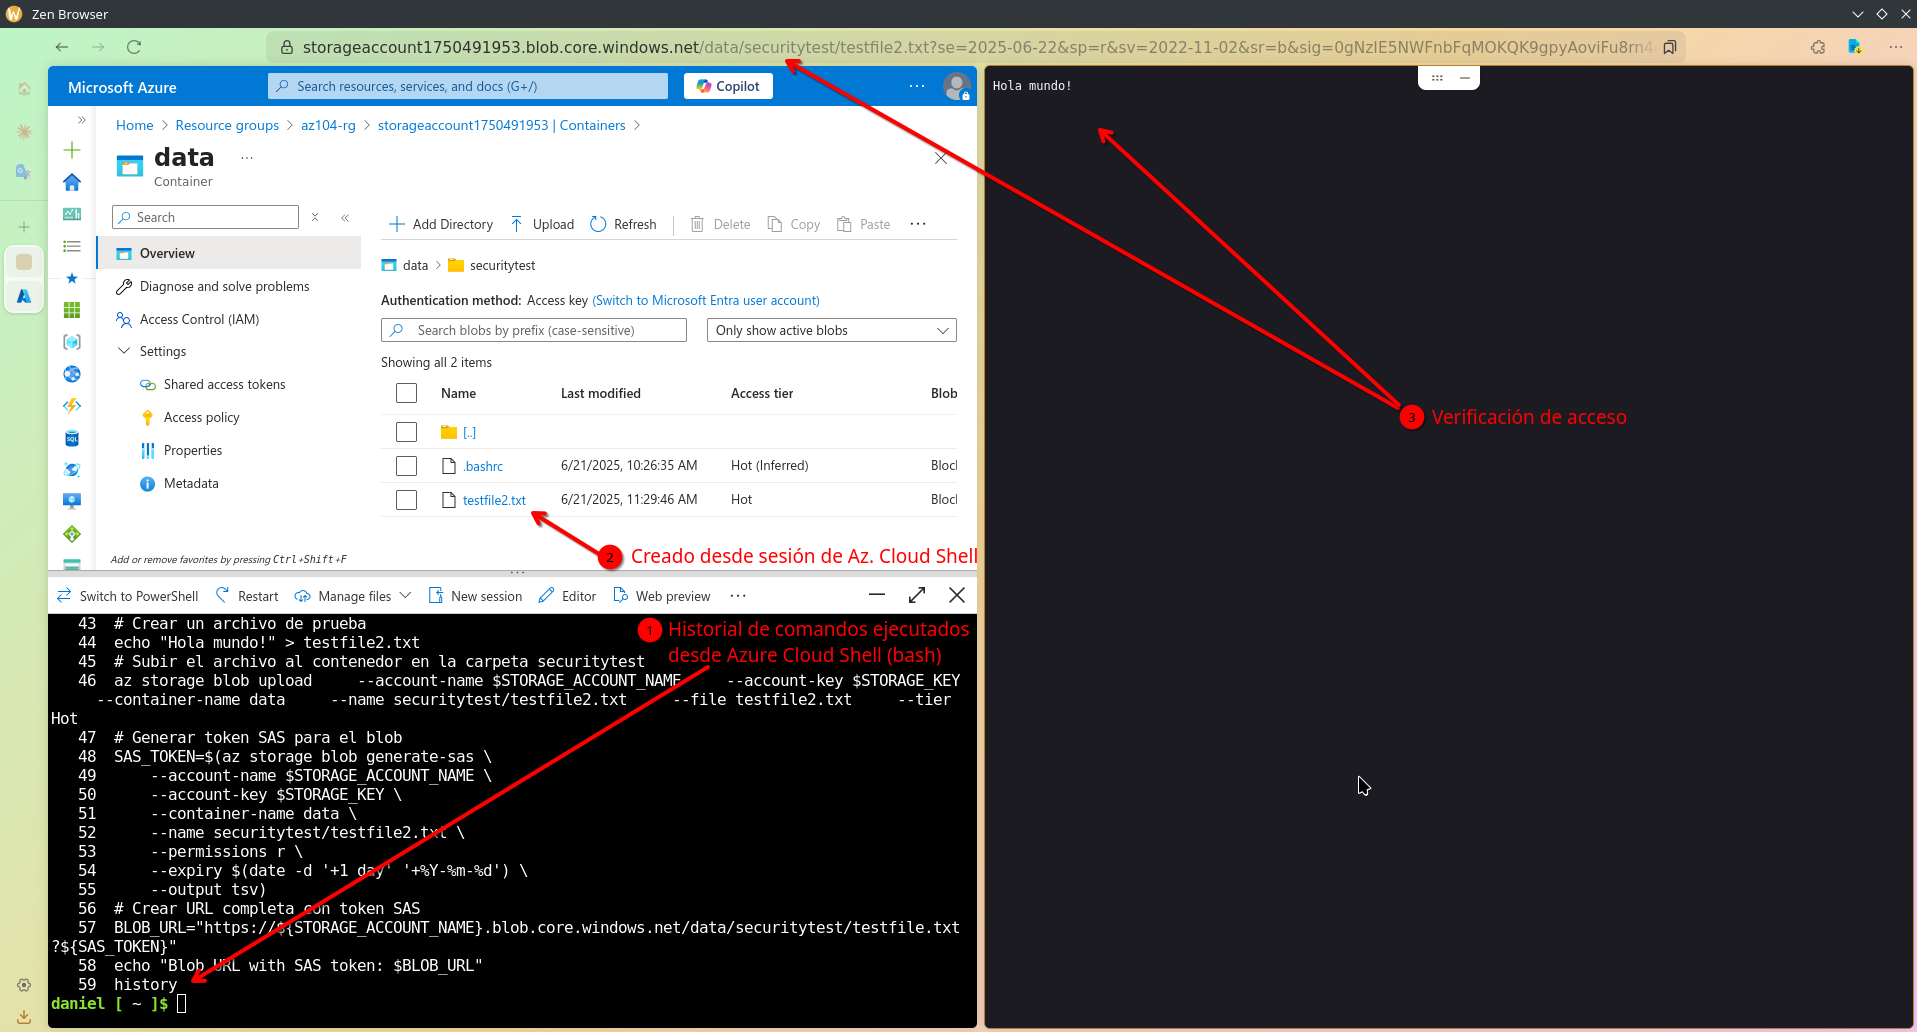 Zen Browser
storageaccount1750491953.blob.core.windows.net/data/securitytest/testfile2.txt?se=2025-06-22&sp=r&sv=2022-11-02&sr=b&sig=0gNzIE5NWFnbFqMOKQK9gpyAoviFu8rn4
Microsoft Azure
Search resources, services, and docs (G+/)
Copilot
Home > Resource groups > az104-rg > storageaccount1750491953 | Containers >
data
Container
Search
Overview
Diagnose and solve problems
Access Control (IAM)
Settings
Shared access tokens
Access policy
Properties
Metadata
Add or remove favorites by pressing Ctrl+Shift+F
Add Directory Upload Refresh Delete Copy Paste
data > securitytest
Authentication method: Access key (Switch to Microsoft Entra user account)
Search blobs by prefix (case-sensitive)
Only show active blobs
Showing all 2 items
Name Last modified Access tier Blob
[..]
.bashrc 6/21/2025, 10:26:35 AM Hot (Inferred) Block
testfile2.txt 6/21/2025, 11:29:46 AM Hot Block
2 Creado desde sesión de Az. Cloud Shell
Switch to PowerShell Restart Manage files New session Editor Web preview
1 Historial de comandos ejecutados
desde Azure Cloud Shell (bash)
43 # Crear un archivo de prueba
44 echo "Hola mundo!" > testfile2.txt
45 # Subir el archivo al contenedor en la carpeta securitytest
46 az storage blob upload --account-name $STORAGE_ACCOUNT_NAME --account-key $STORAGE_KEY
--container-name data --name securitytest/testfile2.txt --file testfile2.txt --tier
Hot
47 # Generar token SAS para el blob
48 SAS_TOKEN=$(az storage blob generate-sas \
49 --account-name $STORAGE_ACCOUNT_NAME \
50 --account-key $STORAGE_KEY \
51 --container-name data \
52 --name securitytest/testfile2.txt \
53 --permissions r \
54 --expiry $(date -d '+1 day' '+%Y-%m-%d') \
55 --output tsv)
56 # Crear URL completa con token SAS
57 BLOB_URL="https://${STORAGE_ACCOUNT_NAME}.blob.core.windows.net/data/securitytest/testfile.txt
?${SAS_TOKEN}"
58 echo "Blob URL with SAS token: $BLOB_URL"
59 history
daniel [ ~ ]$
Hola mundo!
3 Verificación de acceso